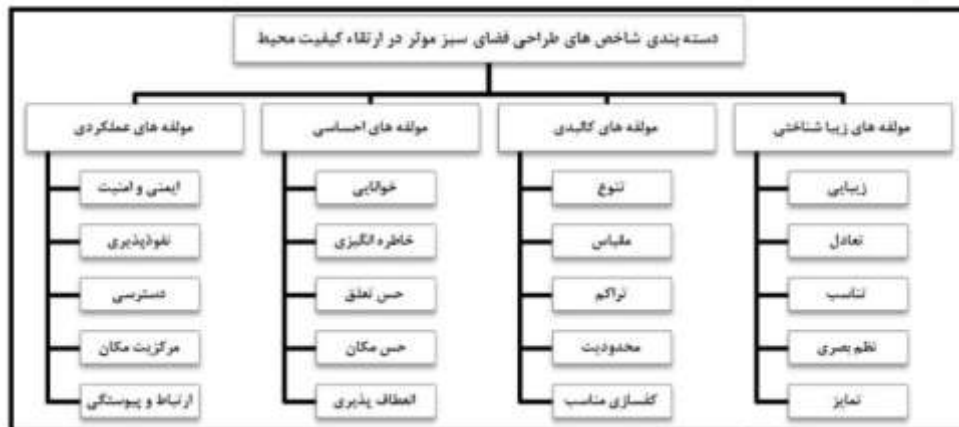 دسته بندی شاخص های طراحی فضای سبز موثر در ارتقاء کیفیت محیط
مولفه های زیبا شناختی
زیبایی
تعادل
تناسب
نظم بصری
تمایز
مولفه های کالبدی
تنوع
مقیاس
تراکم
محدودیت
کفسازی مناسب
مولفه های احساسی
خوانایی
خاطره انگیزی
حس تعلق
حس مکان
انعطاف پذیری
مولفه های عملکردی
ایمنی و امنیت
نفوذپذیری
دسترسی
مرکزیت مکان
ارتباط و پیوستگی